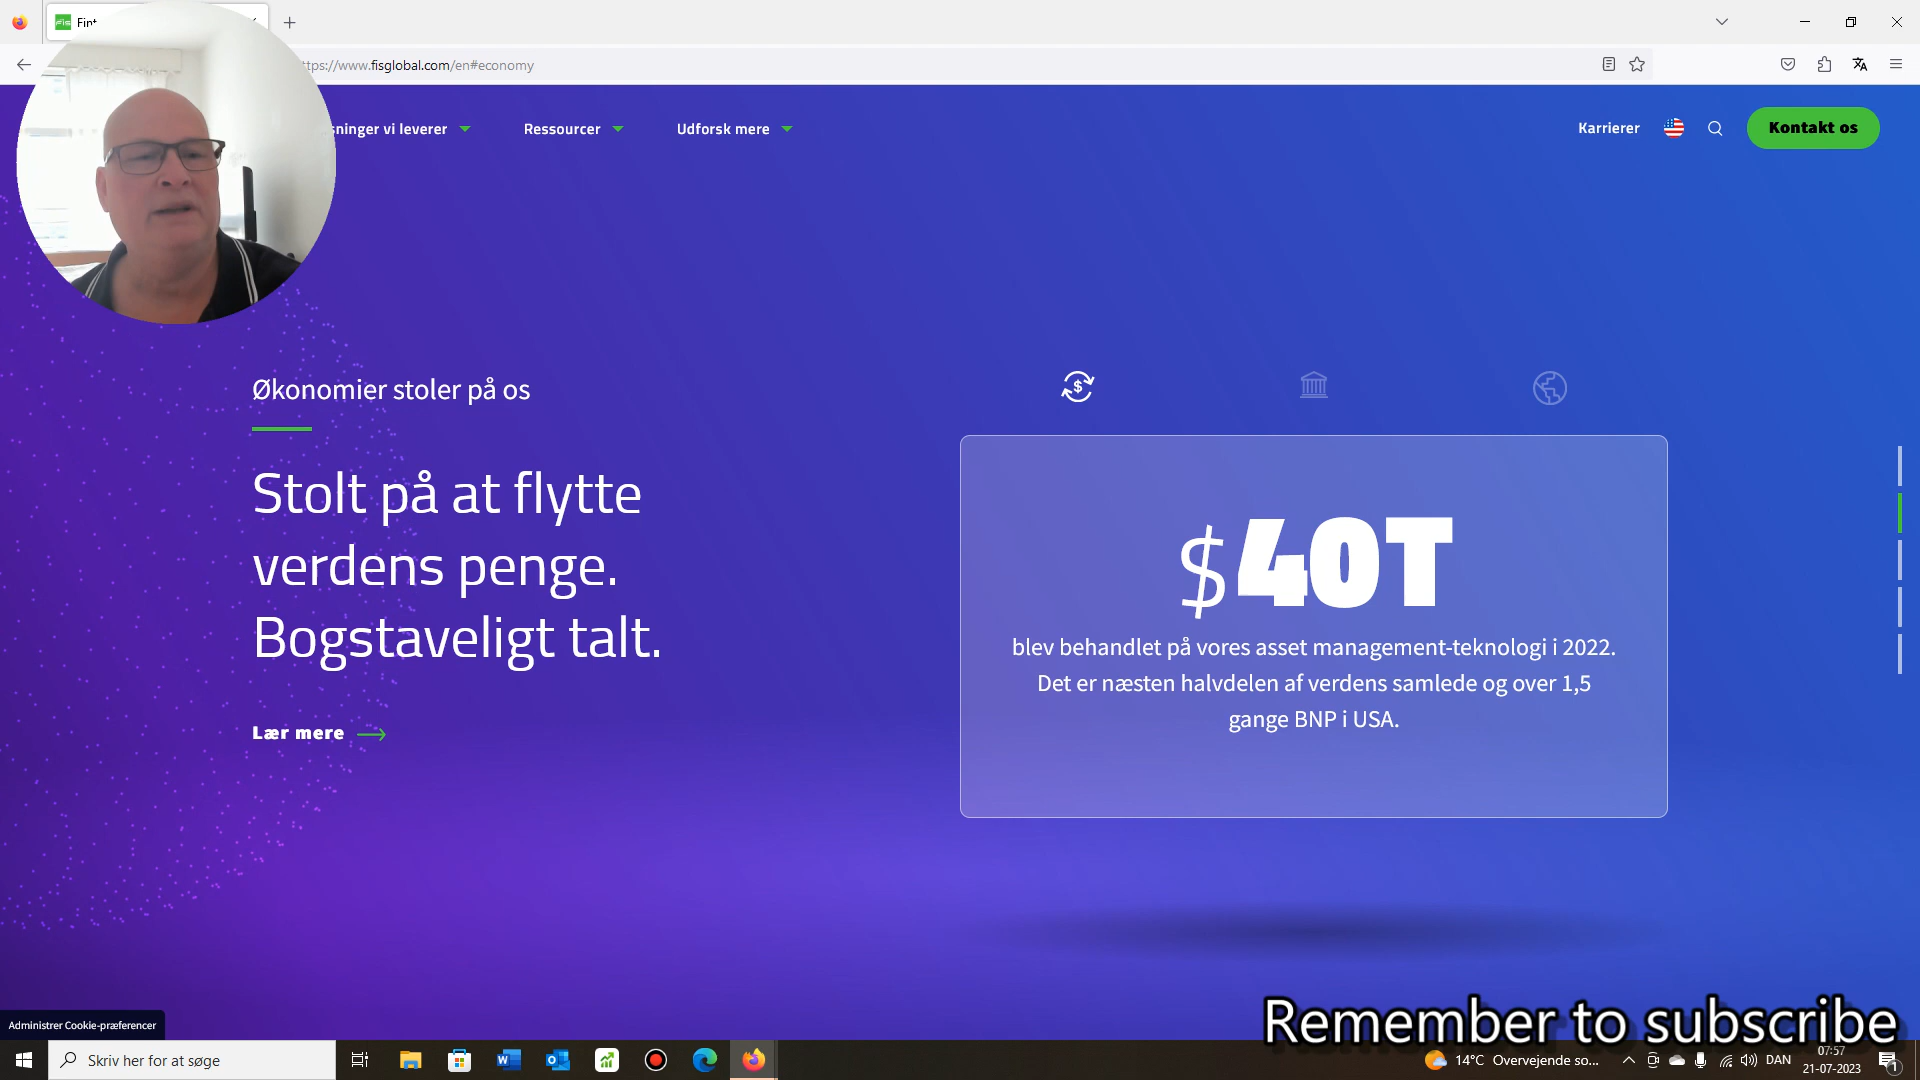 Fint
ttps://www.fisglobal.com/en#economy
sninger vi leverer
Ressourcer
Udforsk mere
Karrierer
Kontakt os
Økonomier stoler på os
Stolt på at flytte
verdens penge.
Bogstaveligt talt.
Lær mere
$40T
blev behandlet på vores asset management-teknologi i 2022.
Det er næsten halvdelen af verdens samlede og over 1,5
gange BNP i USA.
Administrer Cookie-præferencer
Remember to subscribe
Skriv her for at søge
14°C Overvejende so...
DAN
07:57
21-07-2023
1